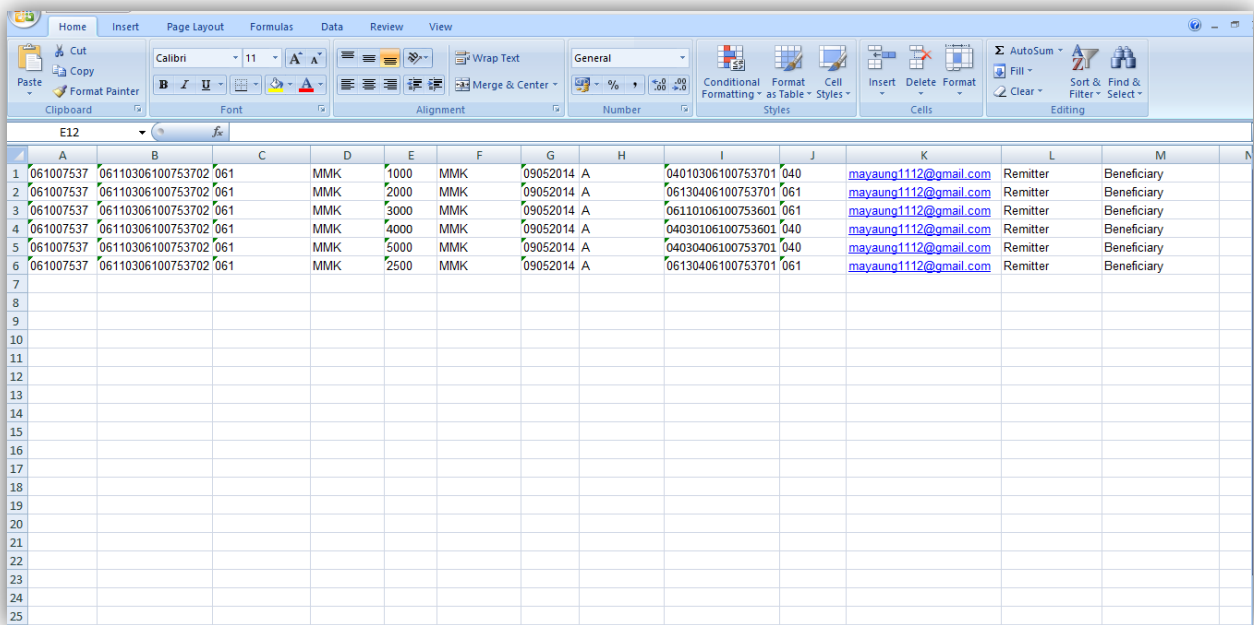 Home Insert Page Layout Formulas Data Review View
Cut
Copy
Format Painter
Paste
Clipboard
Calibri 11
B I U
Font
Wrap Text
Merge & Center
Alignment
General
% , .0 .00 .00 .0
Number
Conditional Formatting
Format as Table
Cell Styles
Styles
Insert Delete Format
Cells
Σ AutoSum
Fill
Clear
Sort & Filter
Find & Select
Editing
E12 fx
A B C D E F G H I J K L M N
1 061007537 06110306100753702 061 MMK 1000 MMK 09052014 A 04010306100753701 040 mayaung1112@gmail.com Remitter Beneficiary
2 061007537 06110306100753702 061 MMK 2000 MMK 09052014 A 06130406100753701 061 mayaung1112@gmail.com Remitter Beneficiary
3 061007537 06110306100753702 061 MMK 3000 MMK 09052014 A 06110106100753601 061 mayaung1112@gmail.com Remitter Beneficiary
4 061007537 06110306100753702 061 MMK 4000 MMK 09052014 A 04030106100753601 040 mayaung1112@gmail.com Remitter Beneficiary
5 061007537 06110306100753702 061 MMK 5000 MMK 09052014 A 04030406100753701 040 mayaung1112@gmail.com Remitter Beneficiary
6 061007537 06110306100753702 061 MMK 2500 MMK 09052014 A 06130406100753701 061 mayaung1112@gmail.com Remitter Beneficiary
7
8
9
10
11
12
13
14
15
16
17
18
19
20
21
22
23
24
25